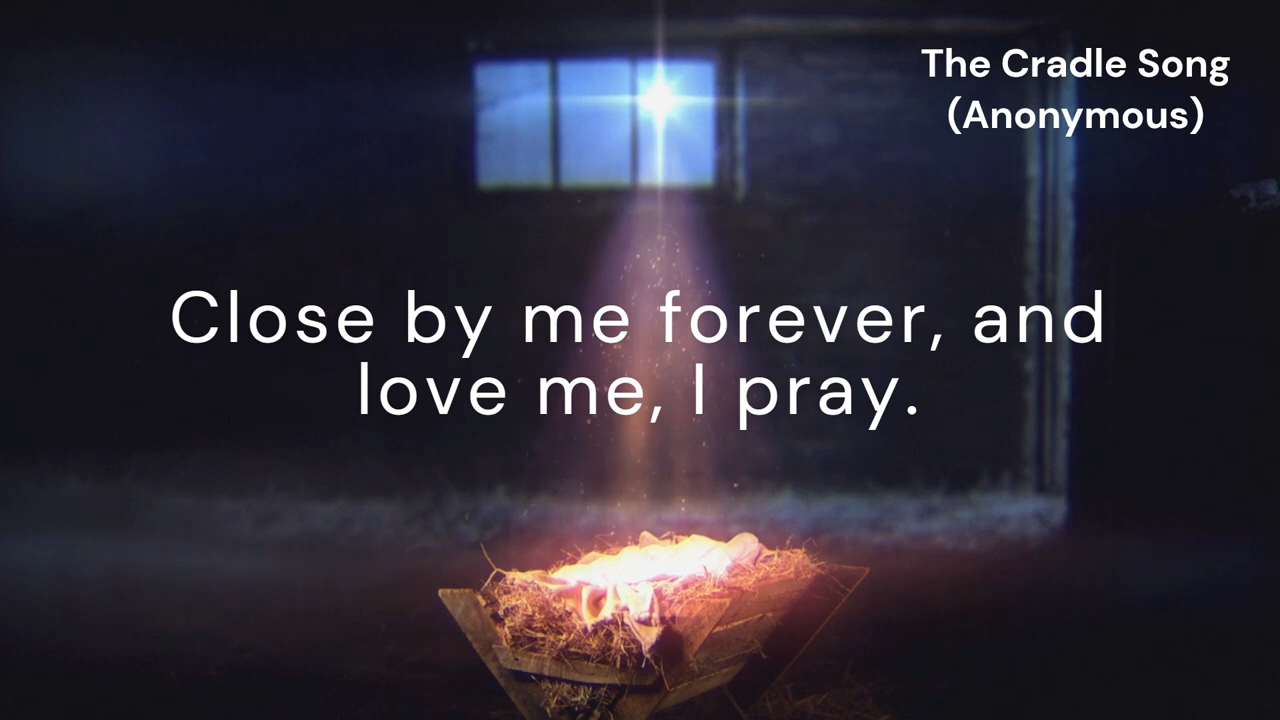 The Cradle Song
(Anonymous)
Close by me forever, and
love me, I pray.